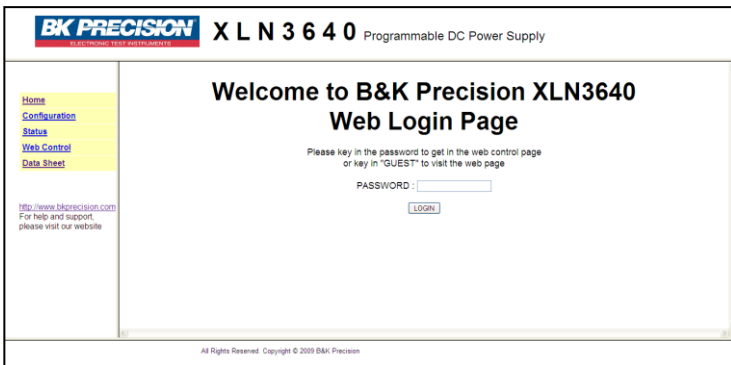 BK PRECISION
ELECTRONIC TEST INSTRUMENTS
XLN3640 Programmable DC Power Supply
Home
Configuration
Status
Web Control
Data Sheet
http://www.bkprecision.com
For help and support,
please visit our website
Welcome to B&K Precision XLN3640
Web Login Page
Please key in the password to get in the web control page
or key in "GUEST" to visit the web page
PASSWORD :
LOGIN
All Rights Reserved. Copyright © 2009 B&K Precision